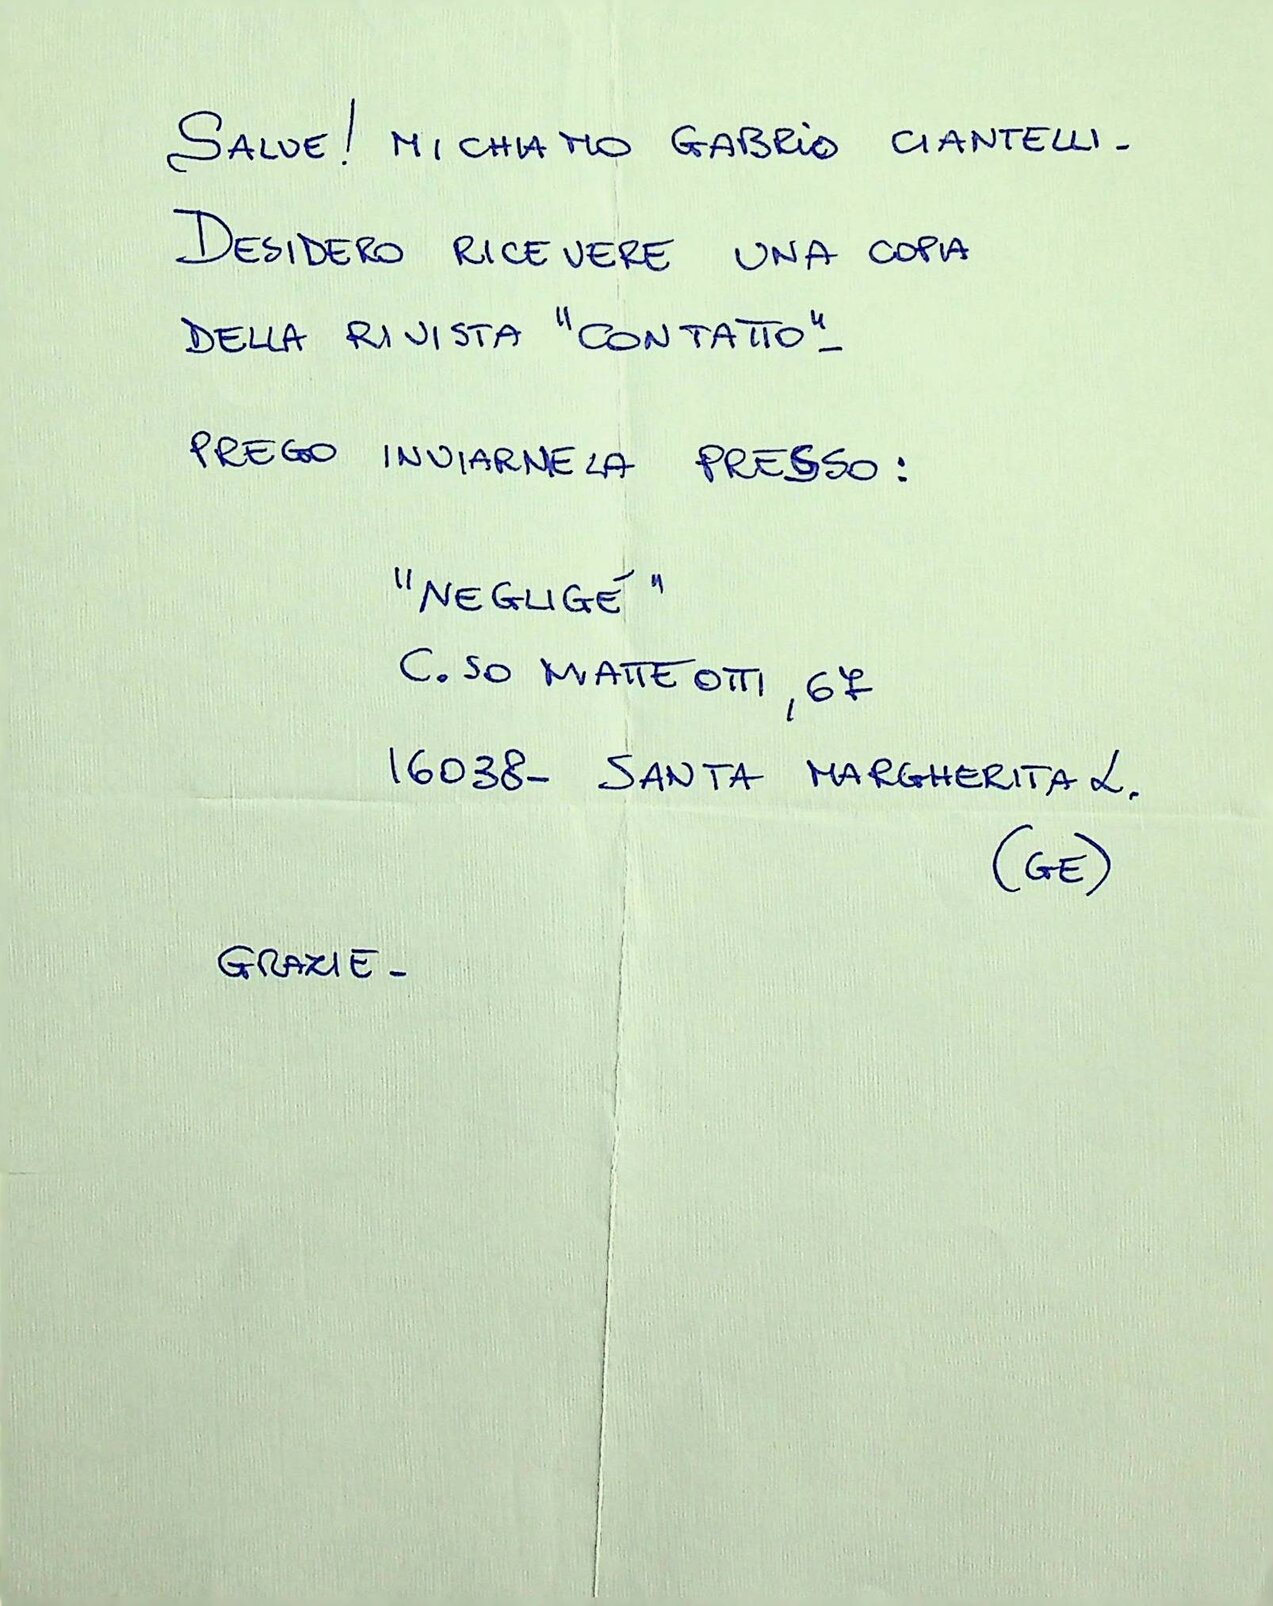 SALVE! MI CHIAMO GABRIO CIANTELLI-
DESIDERO RICEVERE UNA COPIA
DELLA RIVISTA "CONTATTO"-
PREGO INVIARNELA PRESSO:
"NEGLIGÉ"
C.SO MATTEOTTI, 67
16038- SANTA MARGHERITA L.
(GE)
GRAZIE-